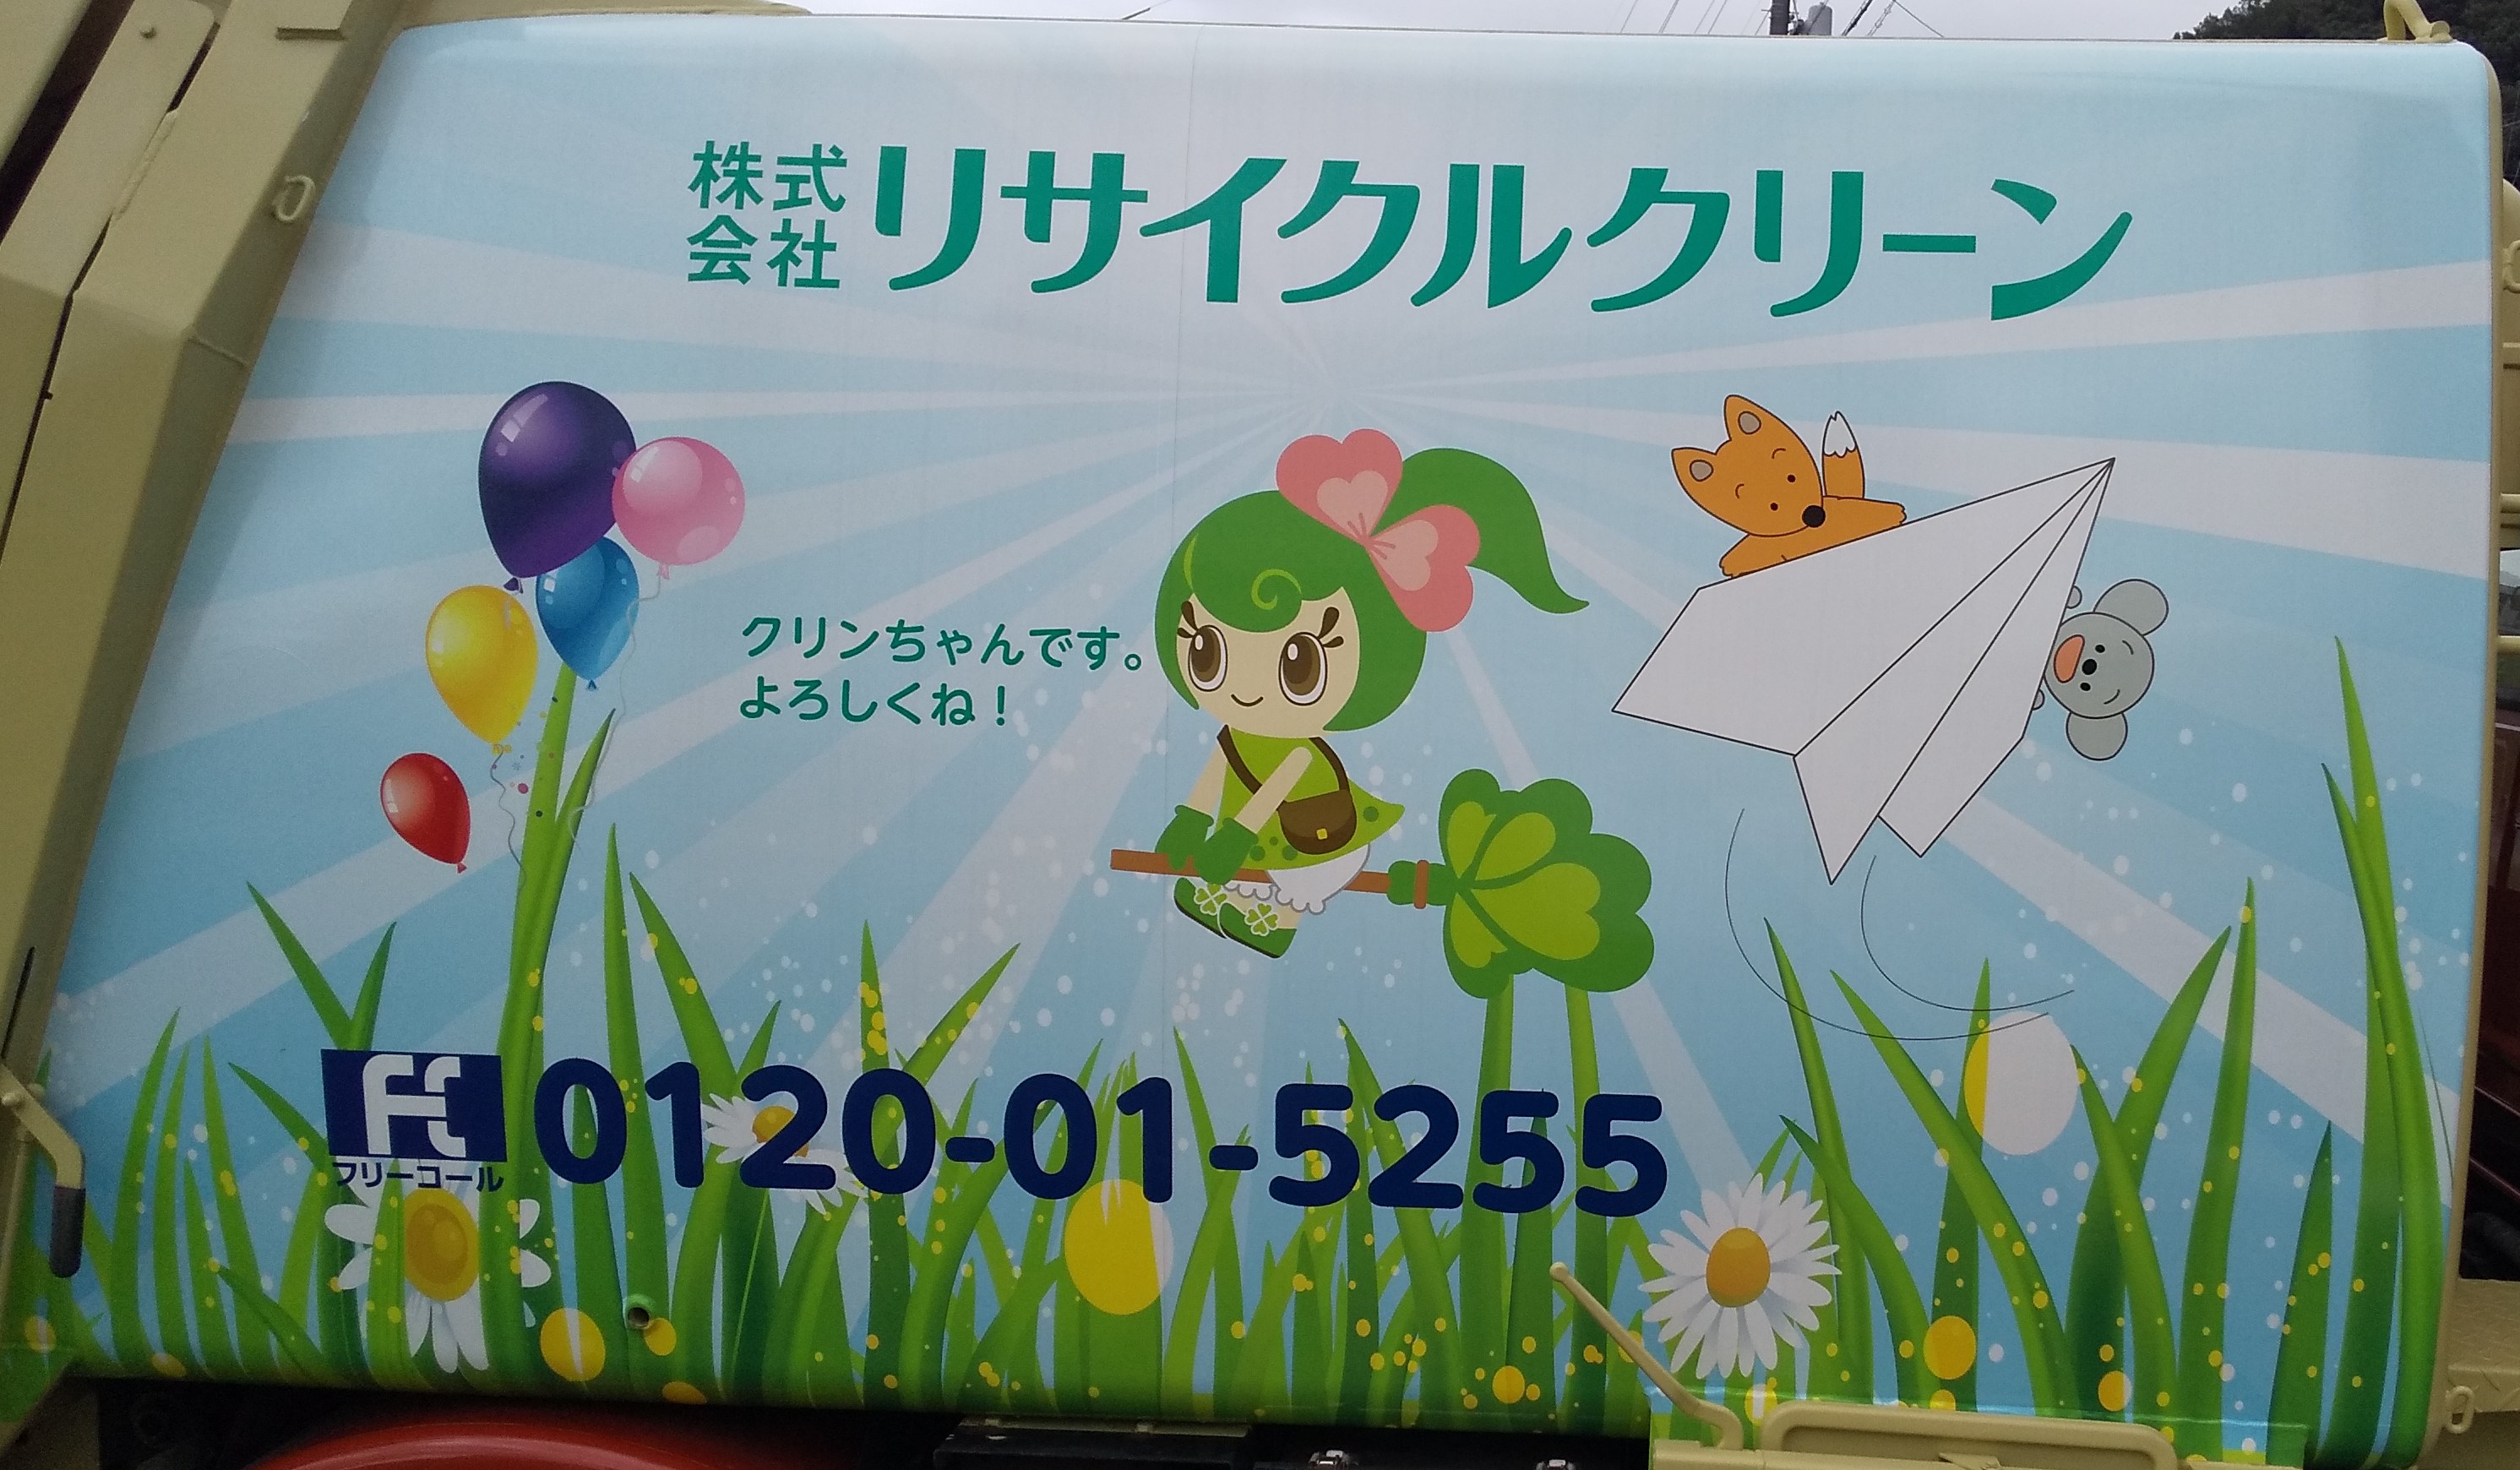 株式会社リサイクルクリーン
クリンちゃんです。
よろしくね!
フリーコール 0120-01-5255